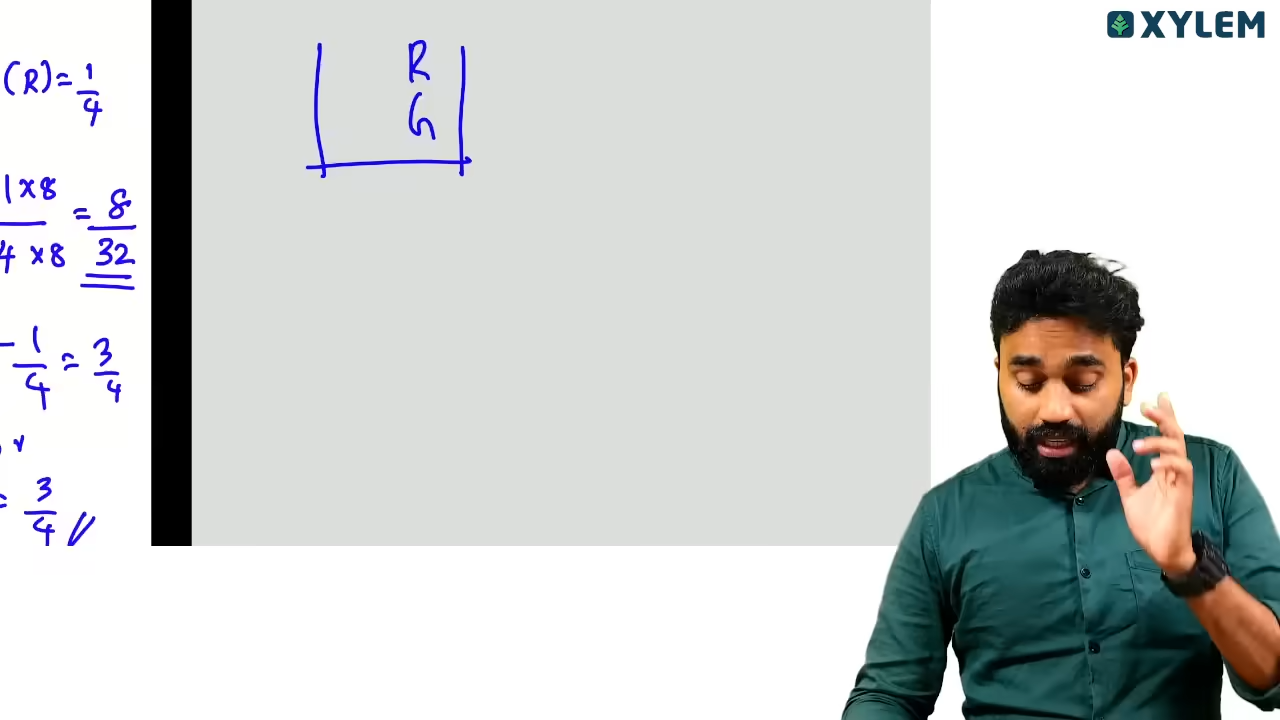 XYLEM
(R) = 1/4
1 x 8 / 4 x 8 = 8/32
- 1/4 = 3/4
= 3/4
R
G